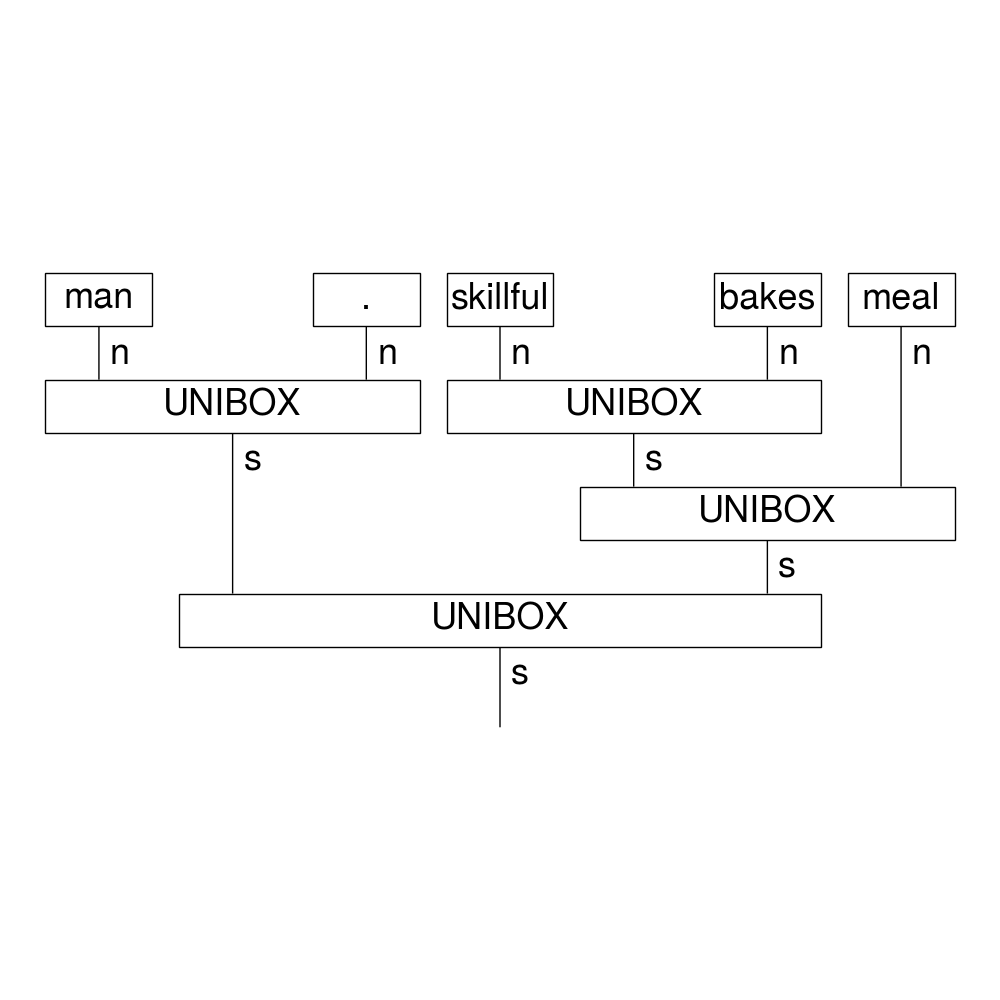 man . skillful bakes meal
n n n n n
UNIBOX UNIBOX
s s
UNIBOX
s
UNIBOX
s